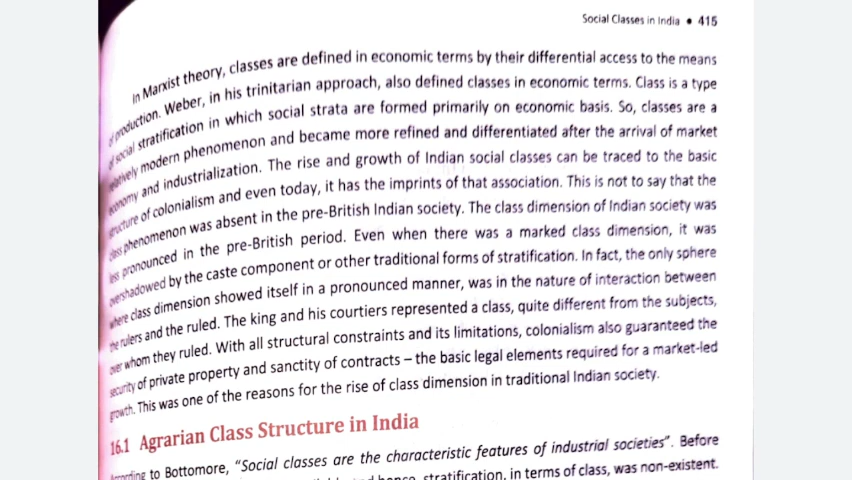 Social Classes in India • 415
In Marxist theory, classes are defined in economic terms by their differential access to the means
of production. Weber, in his trinitarian approach, also defined classes in economic terms. Class is a type
of social stratification in which social strata are formed primarily on economic basis. So, classes are a
relatively modern phenomenon and became more refined and differentiated after the arrival of market
economy and industrialization. The rise and growth of Indian social classes can be traced to the basic
structure of colonialism and even today, it has the imprints of that association. This is not to say that the
class phenomenon was absent in the pre-British Indian society. The class dimension of Indian society was
less pronounced in the pre-British period. Even when there was a marked class dimension, it was
overshadowed by the caste component or other traditional forms of stratification. In fact, the only sphere
where class dimension showed itself in a pronounced manner, was in the nature of interaction between
the rulers and the ruled. The king and his courtiers represented a class, quite different from the subjects,
over whom they ruled. With all structural constraints and its limitations, colonialism also guaranteed the
security of private property and sanctity of contracts – the basic legal elements required for a market-led
growth. This was one of the reasons for the rise of class dimension in traditional Indian society.
16.1 Agrarian Class Structure in India
According to Bottomore, "Social classes are the characteristic features of industrial societies". Before
hence, stratification, in terms of class, was non-existent.